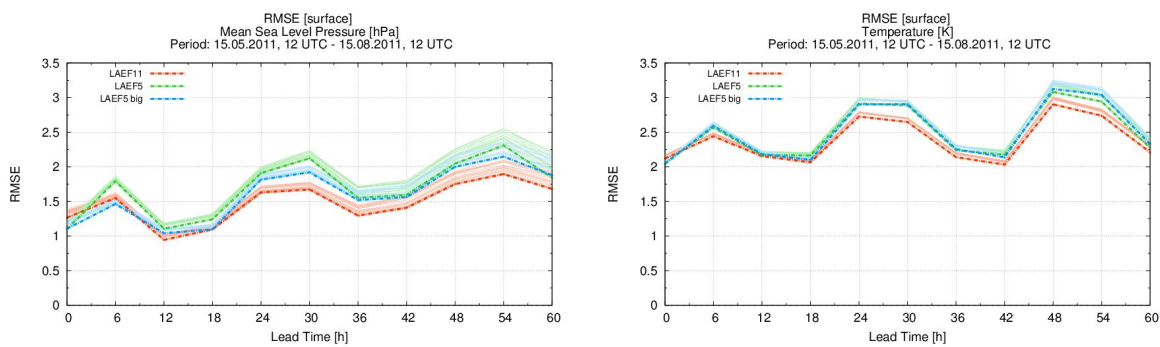 RMSE [surface]
Mean Sea Level Pressure [hPa]
Period: 15.05.2011, 12 UTC - 15.08.2011, 12 UTC
3.5
3
2.5
2
1.5
1
0.5
0
RMSE
LAEF11
LAEF5
LAEF5 big
0 6 12 18 24 30 36 42 48 54 60
Lead Time [h]
RMSE [surface]
Temperature [K]
Period: 15.05.2011, 12 UTC - 15.08.2011, 12 UTC
3.5
3
2.5
2
1.5
1
0.5
0
RMSE
LAEF11
LAEF5
LAEF5 big
0 6 12 18 24 30 36 42 48 54 60
Lead Time [h]